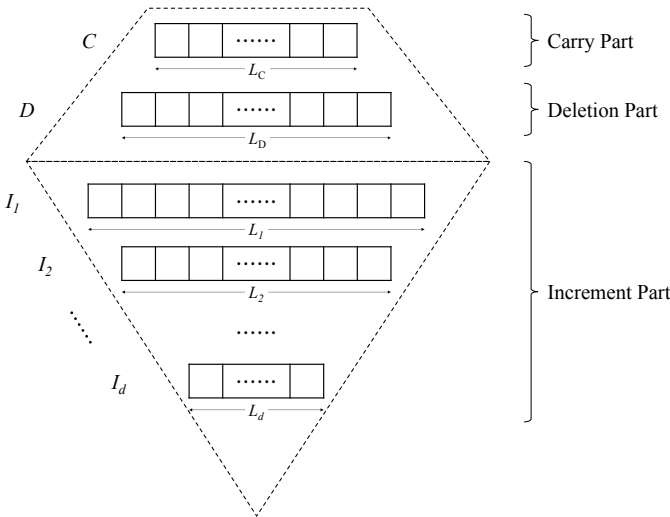 C
......
L_C
Carry Part
D
......
L_D
Deletion Part
I_1
......
L_1
I_2
......
L_2
Increment Part
......
......
I_d
......
L_d